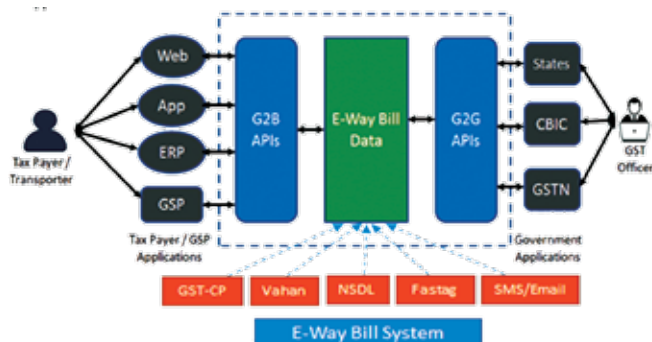 Web
App
ERP
GSP
Tax Payer /
Transporter
Tax Payer / GSP
Applications
G2B
APIs
E-Way Bill
Data
G2G
APIs
States
CBIC
GSTN
GST
Officer
Government
Applications
GST-CP
Vahan
NSDL
Fastag
SMS/Email
E-Way Bill System